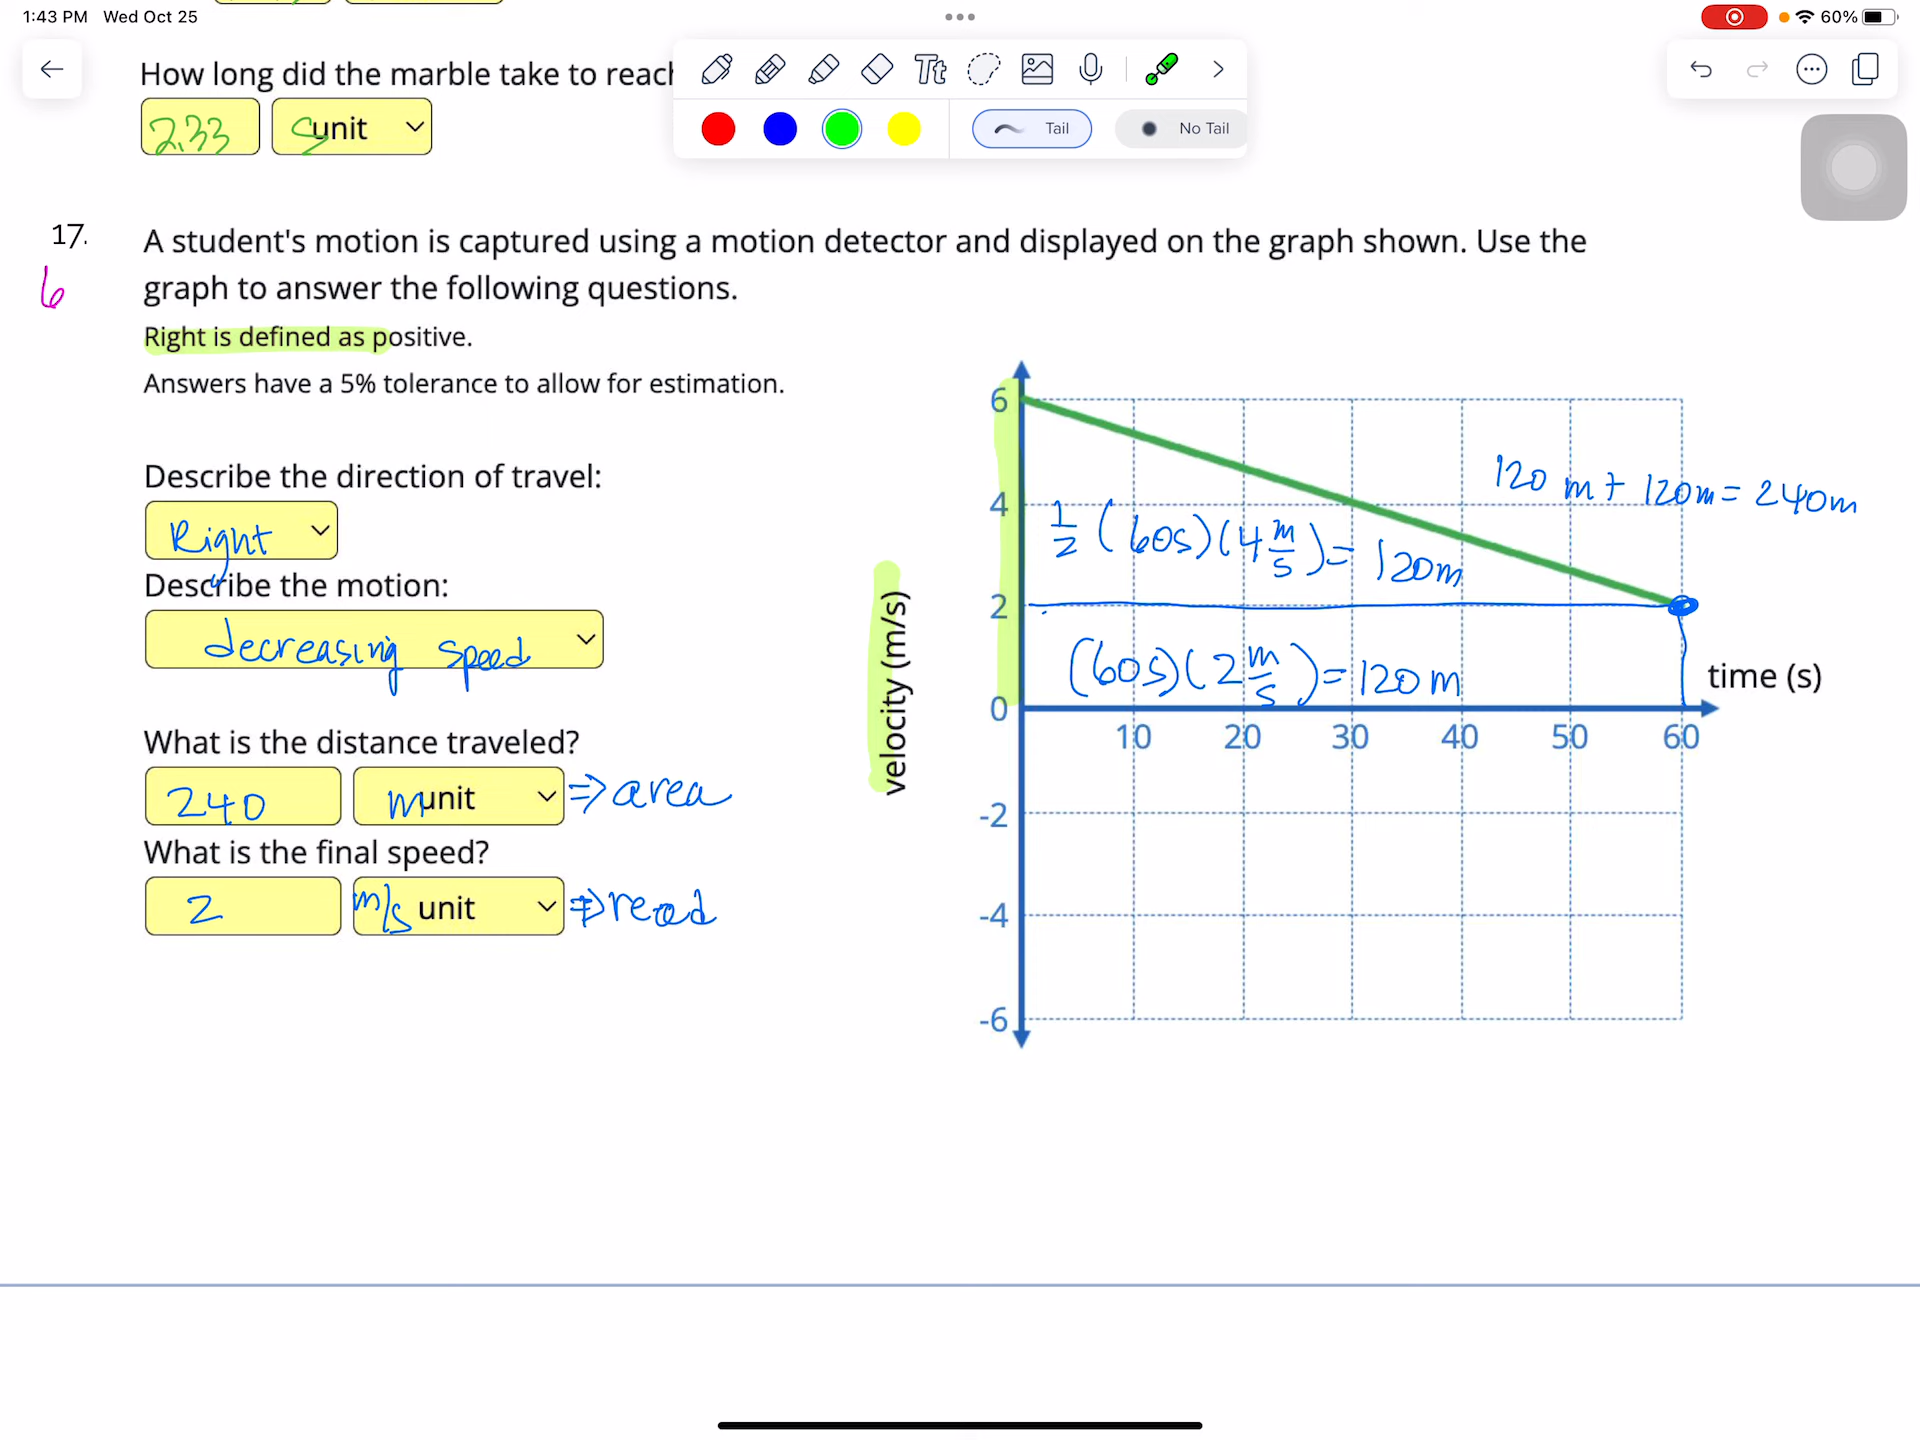 1:43 PM Wed Oct 25
60%
How long did the marble take to reach
Tt
Tail
No Tail
2.33 s unit
17.
6
A student's motion is captured using a motion detector and displayed on the graph shown. Use the
graph to answer the following questions.
Right is defined as positive.
Answers have a 5% tolerance to allow for estimation.
Describe the direction of travel:
Right
Describe the motion:
decreasing speed
What is the distance traveled?
240 m unit ⇒ area
What is the final speed?
2 m/s unit ⇒ read
velocity (m/s)
6
4
2
0
-2
-4
-6
120 m + 120m = 240m
1/2 (60s)(4 m/s) = 120m
(60s)(2 m/s) = 120 m
time (s)
10 20 30 40 50 60